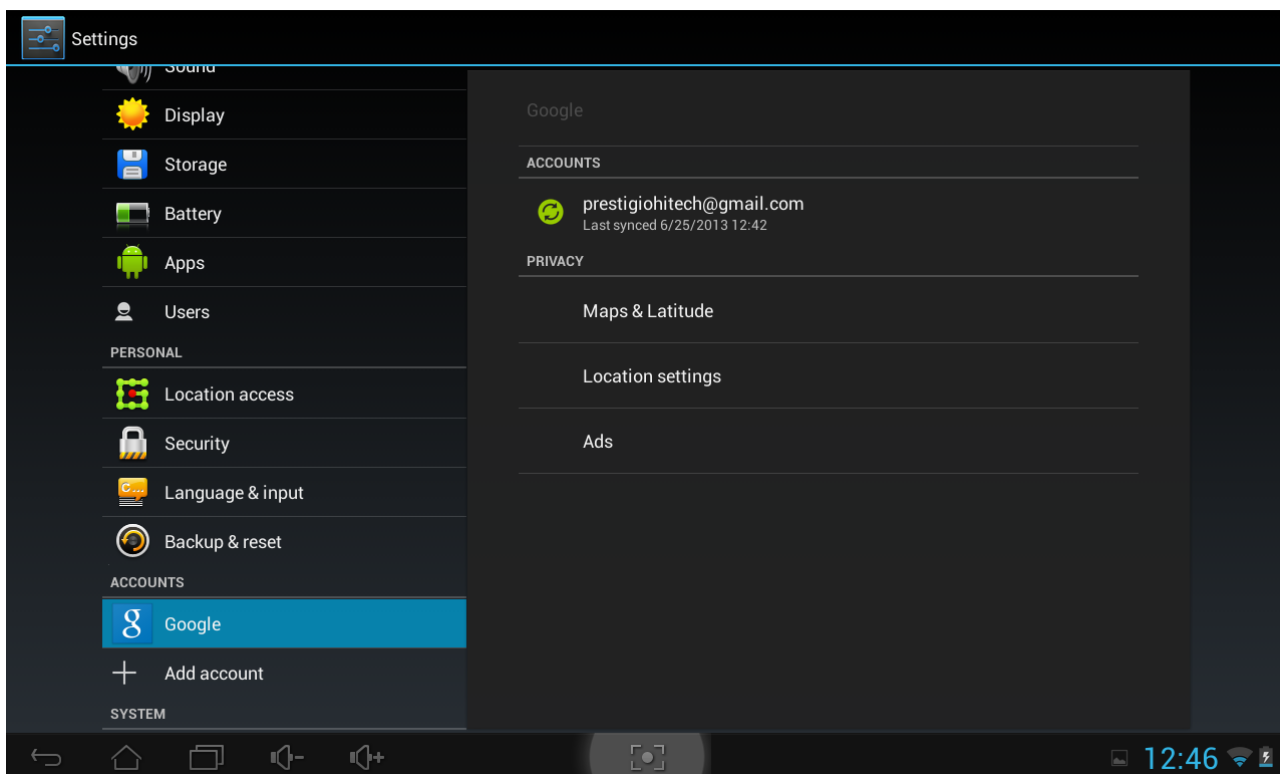 Settings
Sound
Display
Storage
Battery
Apps
Users
PERSONAL
Location access
Security
Language & input
Backup & reset
ACCOUNTS
Google
Add account
SYSTEM
Google
ACCOUNTS
prestigiohitech@gmail.com
Last synced 6/25/2013 12:42
PRIVACY
Maps & Latitude
Location settings
Ads
12:46